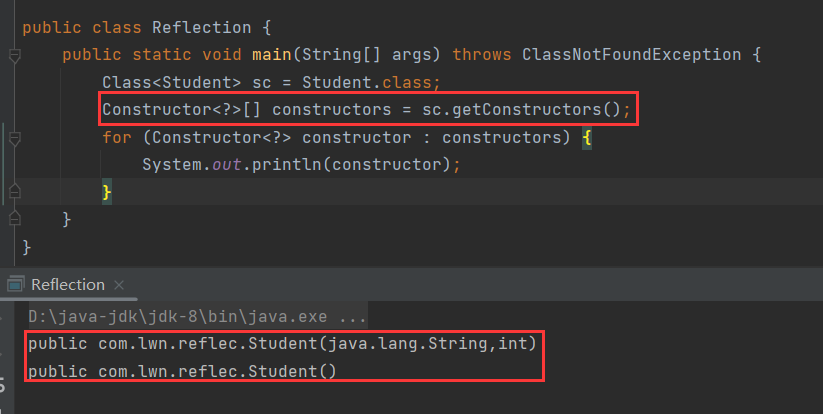 public class Reflection {
public static void main(String[] args) throws ClassNotFoundException {
Class<Student> sc = Student.class;
Constructor<?>[] constructors = sc.getConstructors();
for (Constructor<?> constructor : constructors) {
System.out.println(constructor);
}
}
}
Reflection ×
D:\java-jdk\jdk-8\bin\java.exe ...
public com.lwn.reflec.Student(java.lang.String,int)
public com.lwn.reflec.Student()